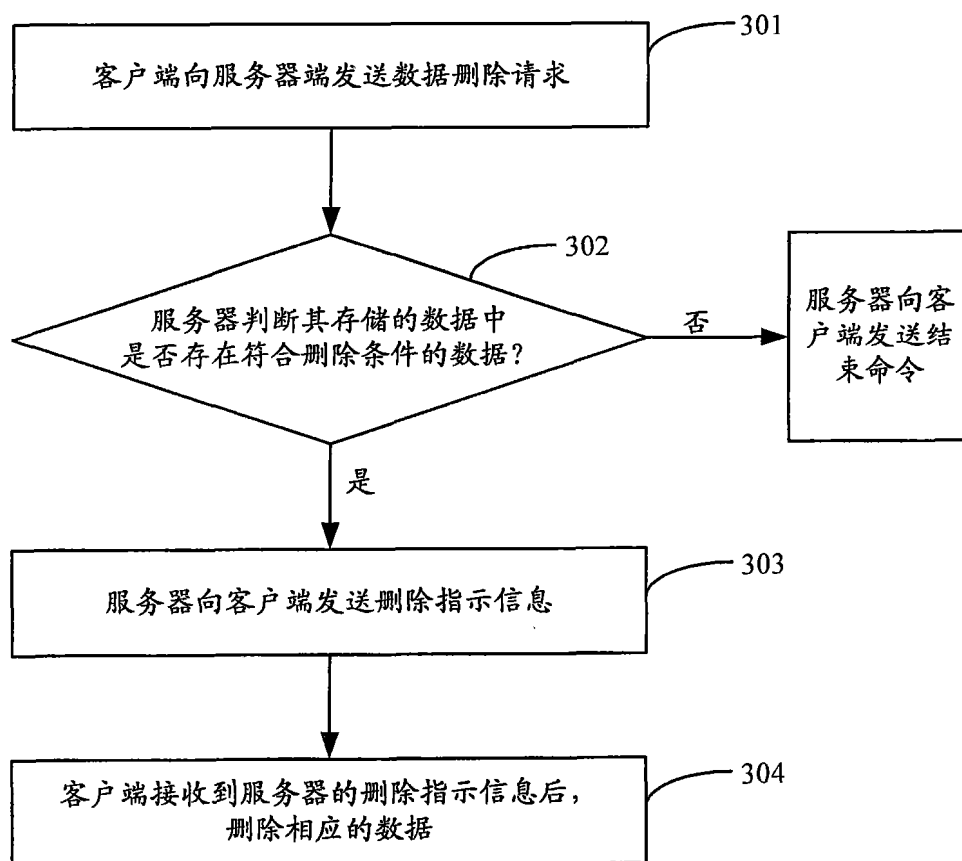 301
客户端向服务器端发送数据删除请求
302
服务器判断其存储的数据中
是否存在符合删除条件的数据?
否
服务器向客
户端发送结
束命令
是
303
服务器向客户端发送删除指示信息
304
客户端接收到服务器的删除指示信息后,
删除相应的数据